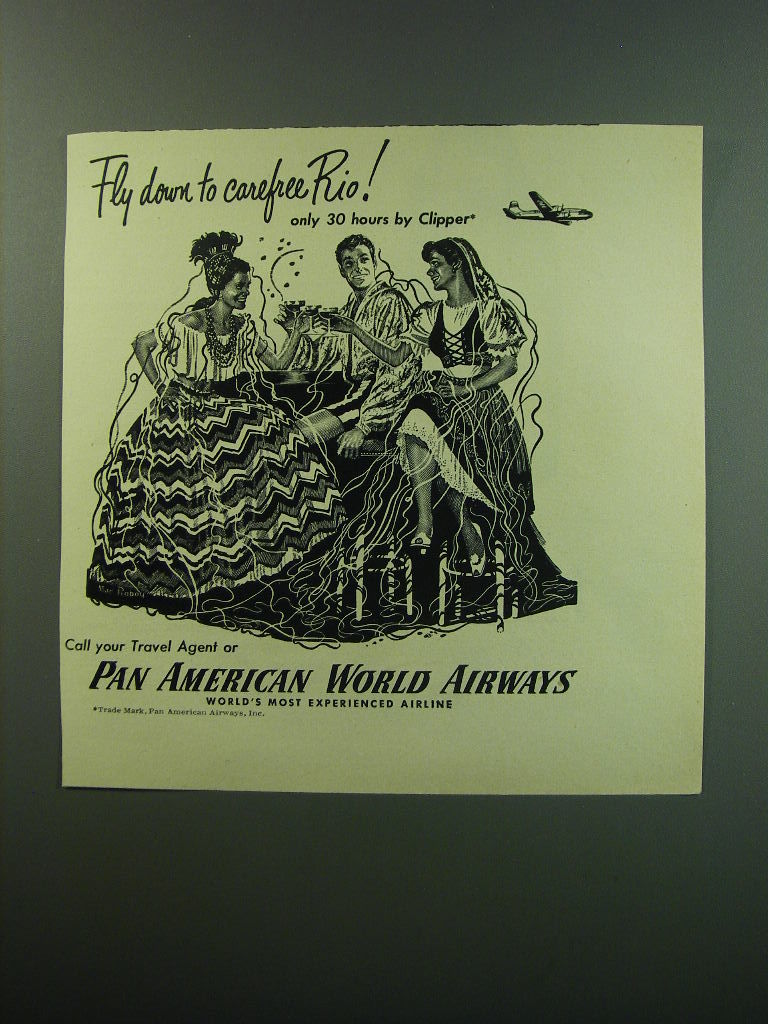 Fly down to carefree Rio!
only 30 hours by Clipper*
Call your Travel Agent or
PAN AMERICAN WORLD AIRWAYS
WORLD'S MOST EXPERIENCED AIRLINE
*Trade Mark, Pan American Airways, Inc.